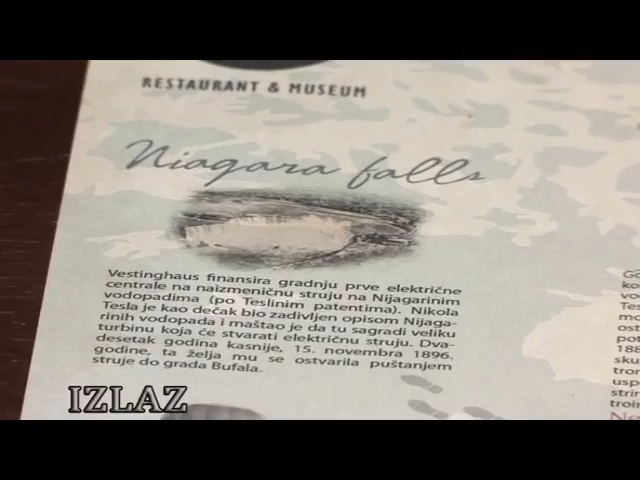 RESTAURANT & MUSEUM
Niagara falls
Vestinghaus finansira gradnju prve električne
centrale na naizmeničnu struju na Nijagarinim
vodopadima (po Teslinim patentima). Nikola
Tesla je kao dečak bio zadivljen opisom Nijaga-
rinih vodopada i maštao je da tu sagradi veliku
turbinu koja će stvarati električnu struju. Dva-
desetak godina kasnije, 15. novembra 1896.
godine, ta želja mu se ostvarila puštanjem
struje do grada Bufala.
IZLAZ